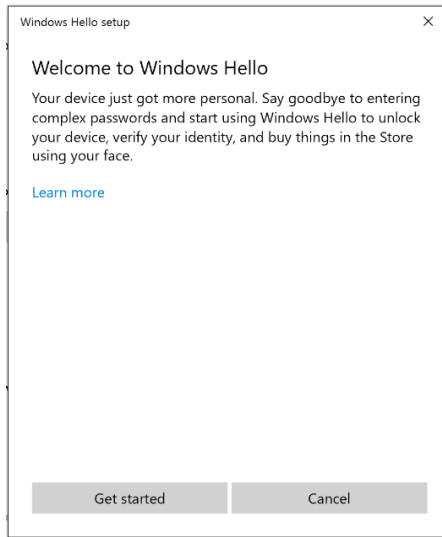 Windows Hello setup
Welcome to Windows Hello
Your device just got more personal. Say goodbye to entering
complex passwords and start using Windows Hello to unlock
your device, verify your identity, and buy things in the Store
using your face.
Learn more
Get started
Cancel